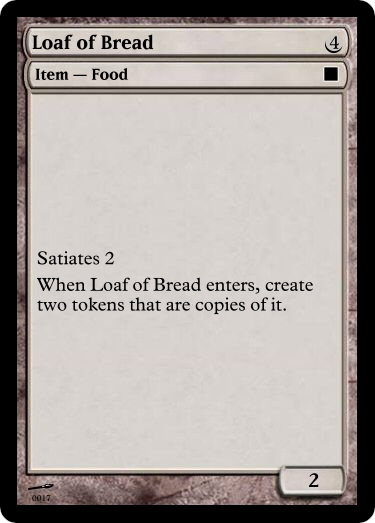 Loaf of Bread 4
Item — Food
Satiates 2
When Loaf of Bread enters, create
two tokens that are copies of it.
2
0017